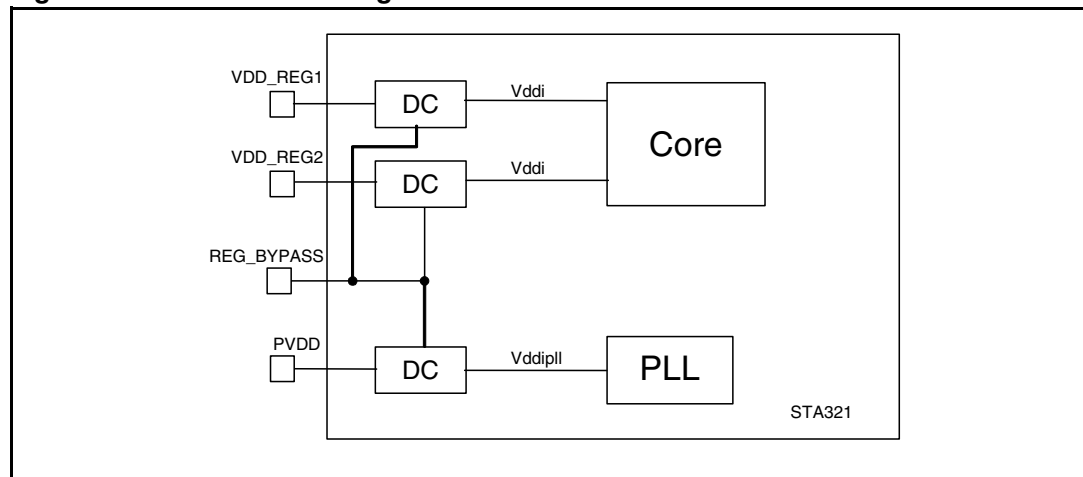 VDD_REG1
DC
Vddi
Core
VDD_REG2
DC
Vddi
REG_BYPASS
PVDD
DC
Vddipll
PLL
STA321